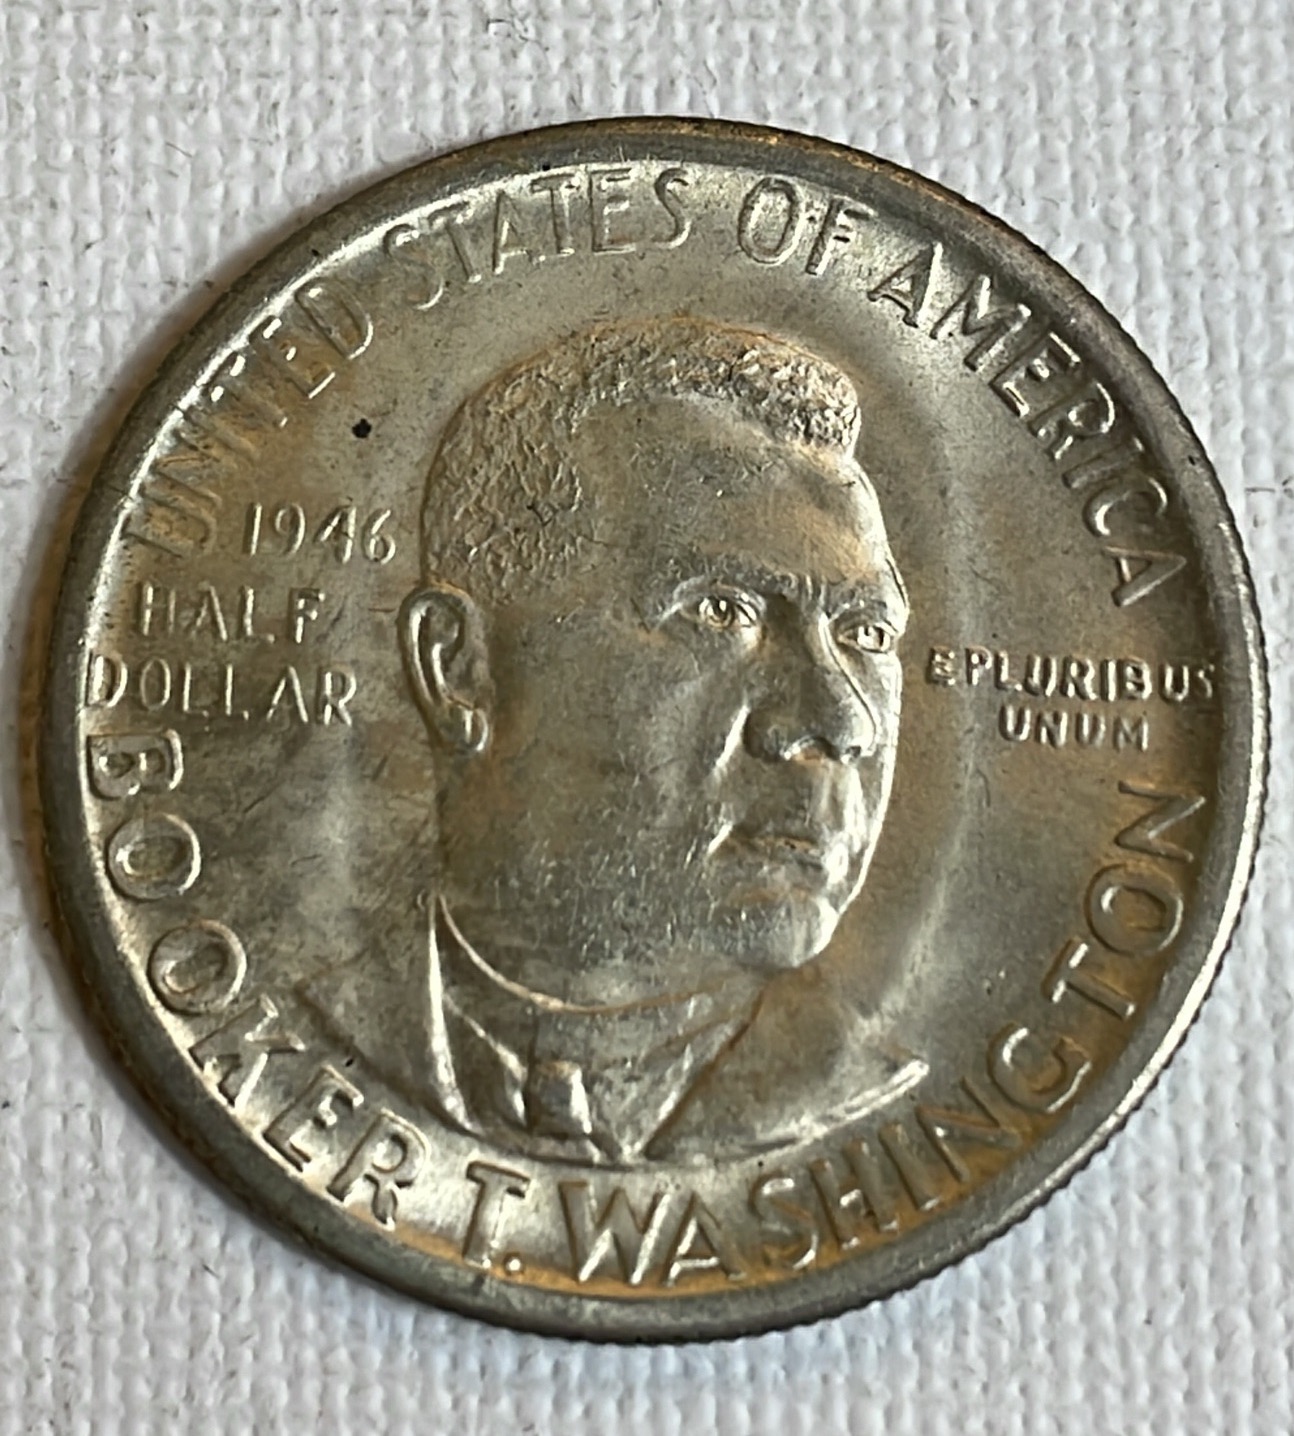 UNITED STATES OF AMERICA
1946
HALF
DOLLAR
E PLURIBUS
UNUM
BOOKER T. WASHINGTON